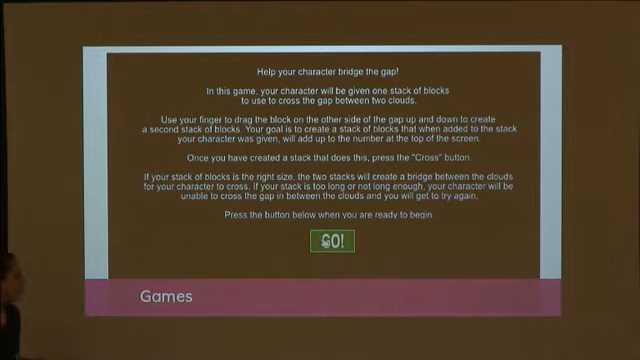 Help your character bridge the gap!
In this game, your character will be given one stack of blocks
to use to cross the gap between two clouds.
Use your finger to drag the block on the other side of the gap up and down to create
a second stack of blocks. Your goal is to create a stack of blocks that when added to the stack
your character was given, will add up to the number at the top of the screen.
Once you have created a stack that does this, press the "Cross" button.
If your stack of blocks is the right size, the two stacks will create a bridge between the clouds
for your character to cross. If your stack is too long or not long enough, your character will be
unable to cross the gap in between the clouds and you will get to try again.
Press the button below when you are ready to begin.
GO!
Games